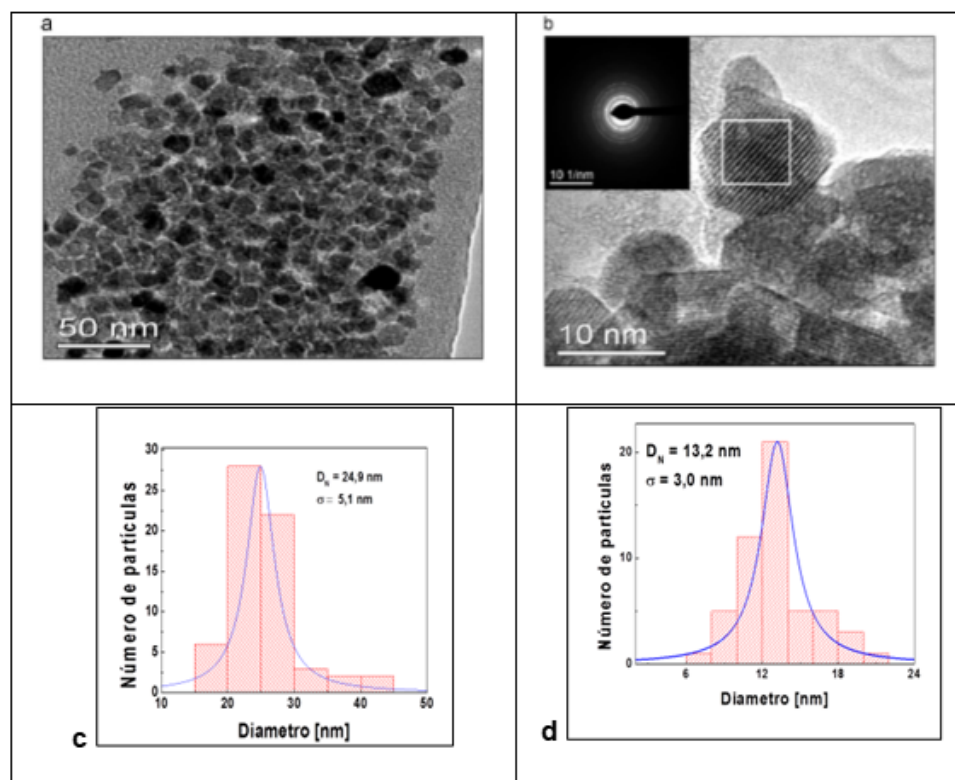 a
50 nm
b
10 1/nm
10 nm
Número de partículas
30
25
20
15
10
5
0
D_N = 24,9 nm
σ = 5,1 nm
10 20 30 40 50
Diametro [nm]
c
Número de partículas
20
10
0
D_N = 13,2 nm
σ = 3,0 nm
6 12 18 24
Diametro [nm]
d